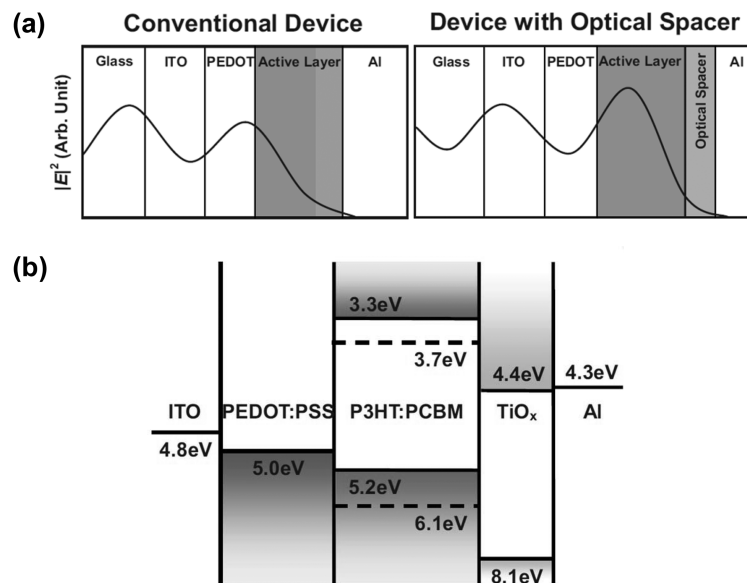 (a)
Conventional Device
Device with Optical Spacer
|E|² (Arb. Unit)
Glass ITO PEDOT Active Layer Al
Glass ITO PEDOT Active Layer Optical Spacer Al
(b)
3.3eV
3.7eV
4.4eV 4.3eV
ITO PEDOT:PSS P3HT:PCBM TiOₓ Al
4.8eV
5.0eV
5.2eV
6.1eV
8.1eV